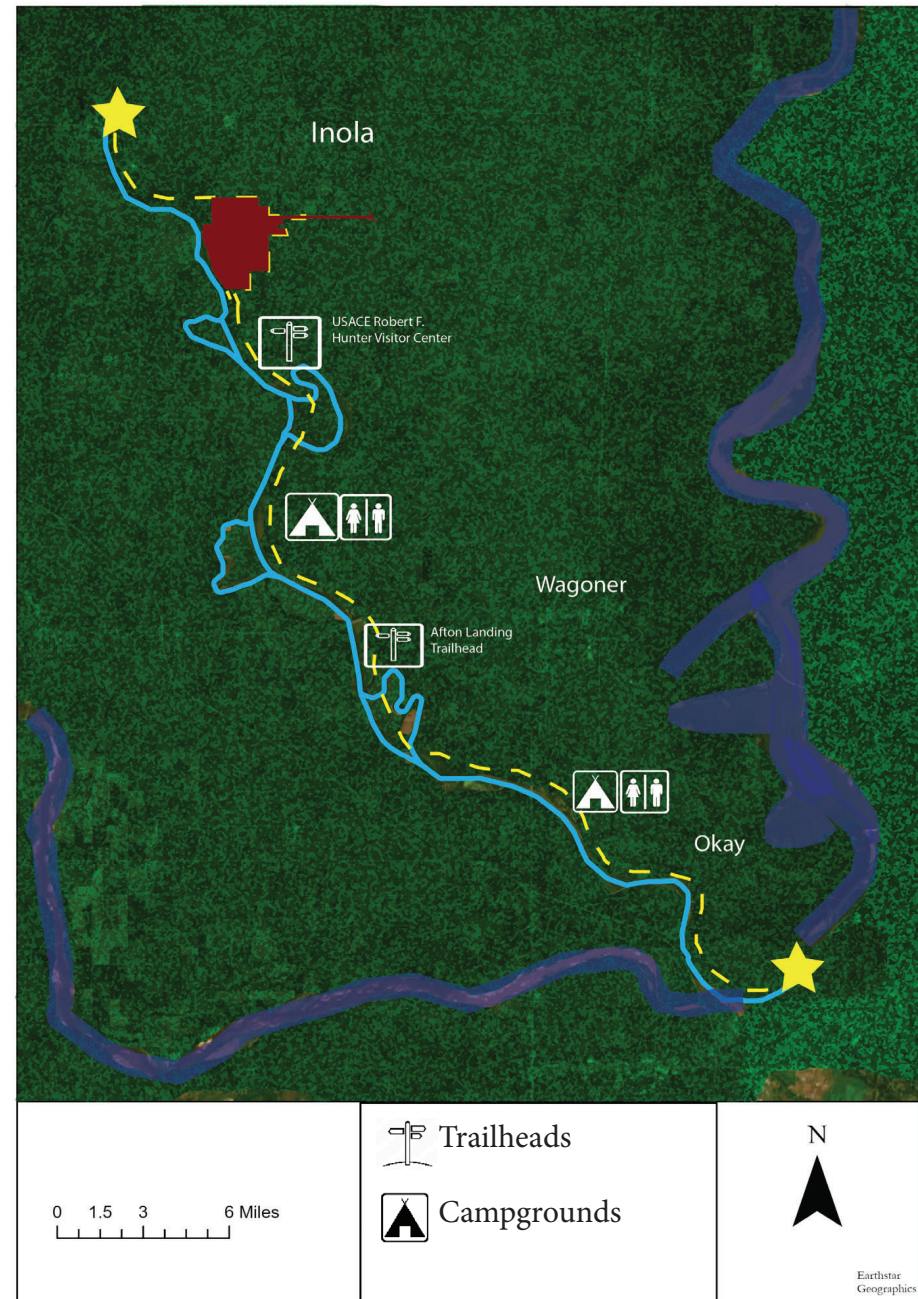 Inola
USACE Robert F.
Hunter Visitor Center
Wagoner
Afton Landing
Trailhead
Okay
Trailheads
Campgrounds
0 1.5 3 6 Miles
N
Earthstar
Geographics